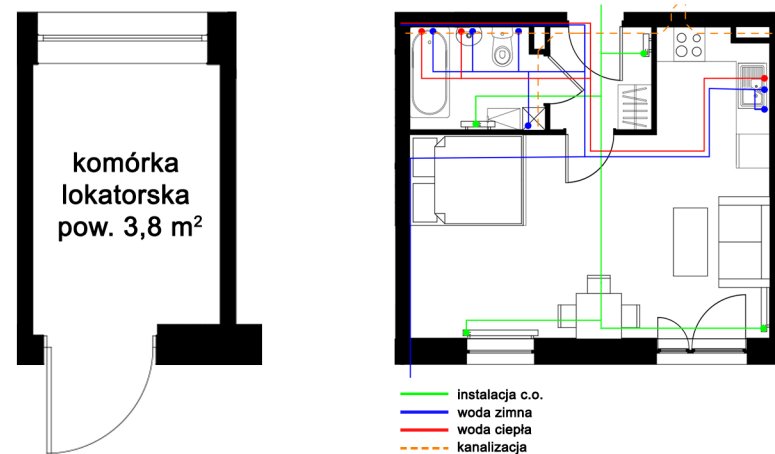 komórka
lokatorska
pow. 3,8 m²
instalacja c.o.
woda zimna
woda ciepła
kanalizacja